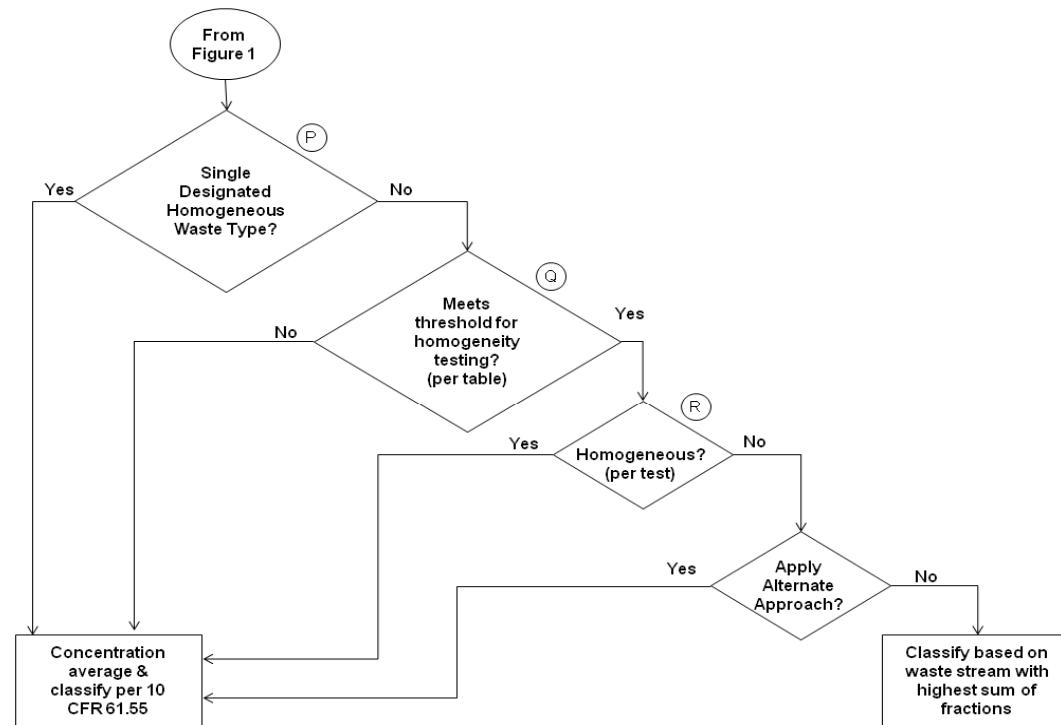 From
Figure 1
P
Single
Designated
Homogeneous
Waste Type?
Yes
No
Q
Meets
threshold for
homogeneity
testing?
(per table)
No
Yes
R
Homogeneous?
(per test)
Yes
No
Apply
Alternate
Approach?
Yes
No
Concentration
average &
classify per 10
CFR 61.55
Classify based on
waste stream with
highest sum of
fractions